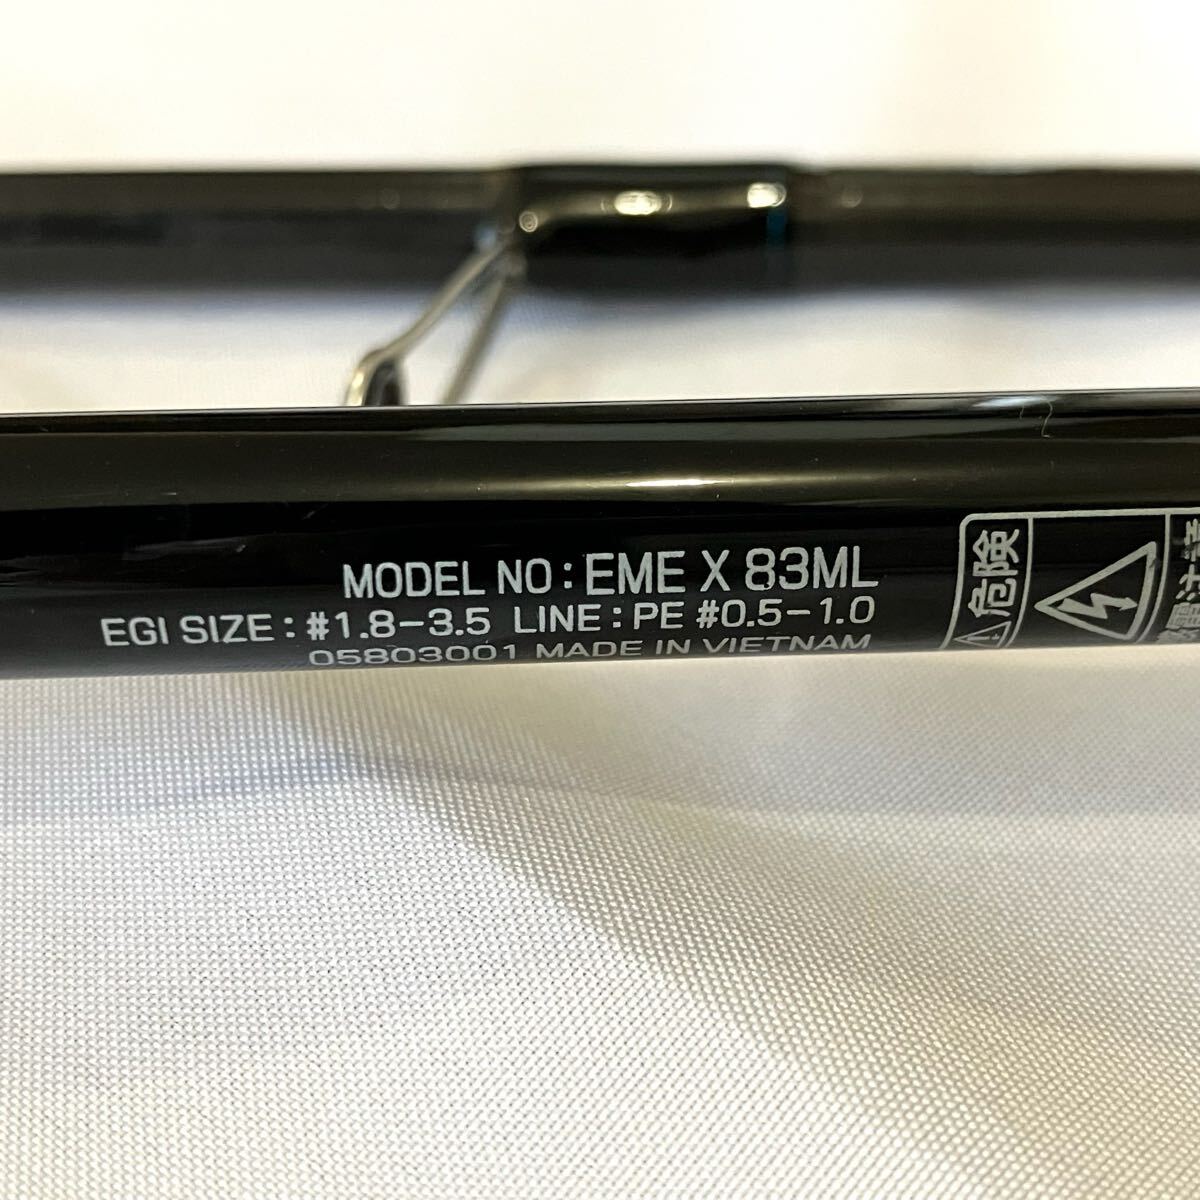 MODEL NO : EME X 83ML
EGI SIZE : #1.8–3.5 LINE : PE #0.5–1.0
05803001 MADE IN VIETNAM
危険